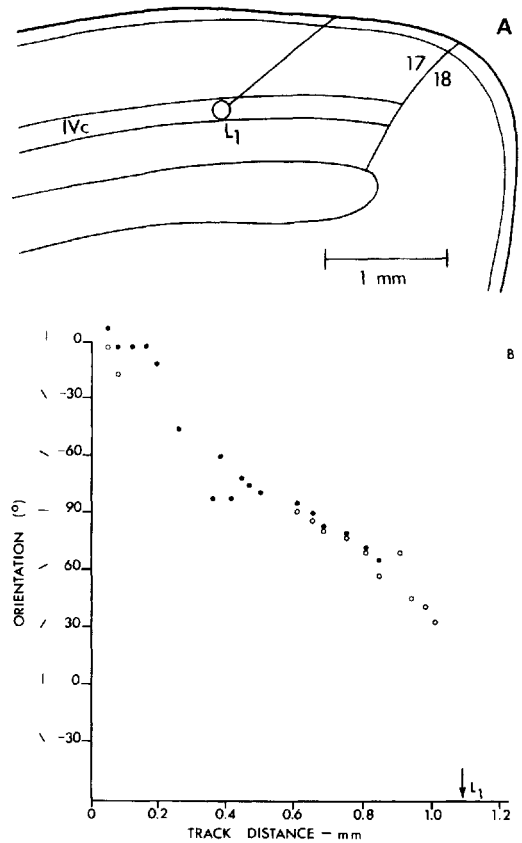 A
17
18
IVc
L1
1 mm
B
0
-30
-60
90
60
30
0
-30
ORIENTATION (°)
L1
0 0.2 0.4 0.6 0.8 1.0 1.2
TRACK DISTANCE – mm